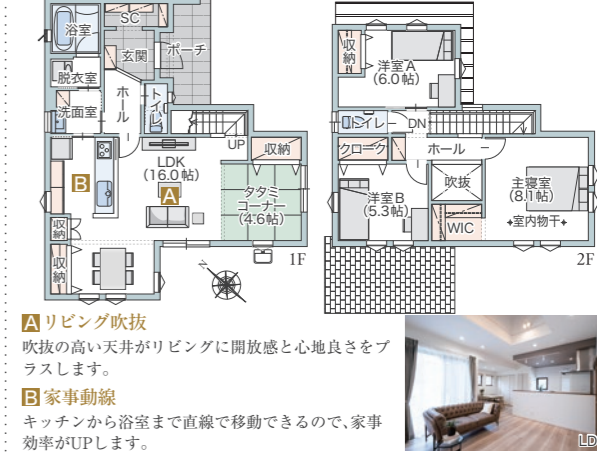 浴室
SC
玄関
ポーチ
脱衣室
ホール
トイレ
洗面室
UP
収納
B
LDK
(16.0帖)
A
タタミ
コーナー
(4.6帖)
収納
収納
N
1F
収納
洋室A
(6.0帖)
トイレ
DN
クローク
ホール
吹抜
主寝室
(8.1帖)
洋室B
(5.3帖)
WIC
室内物干
2F
A リビング吹抜
吹抜の高い天井がリビングに開放感と心地良さをプ
ラスします。
B 家事動線
キッチンから浴室まで直線で移動できるので、家事
効率がUPします。
LD